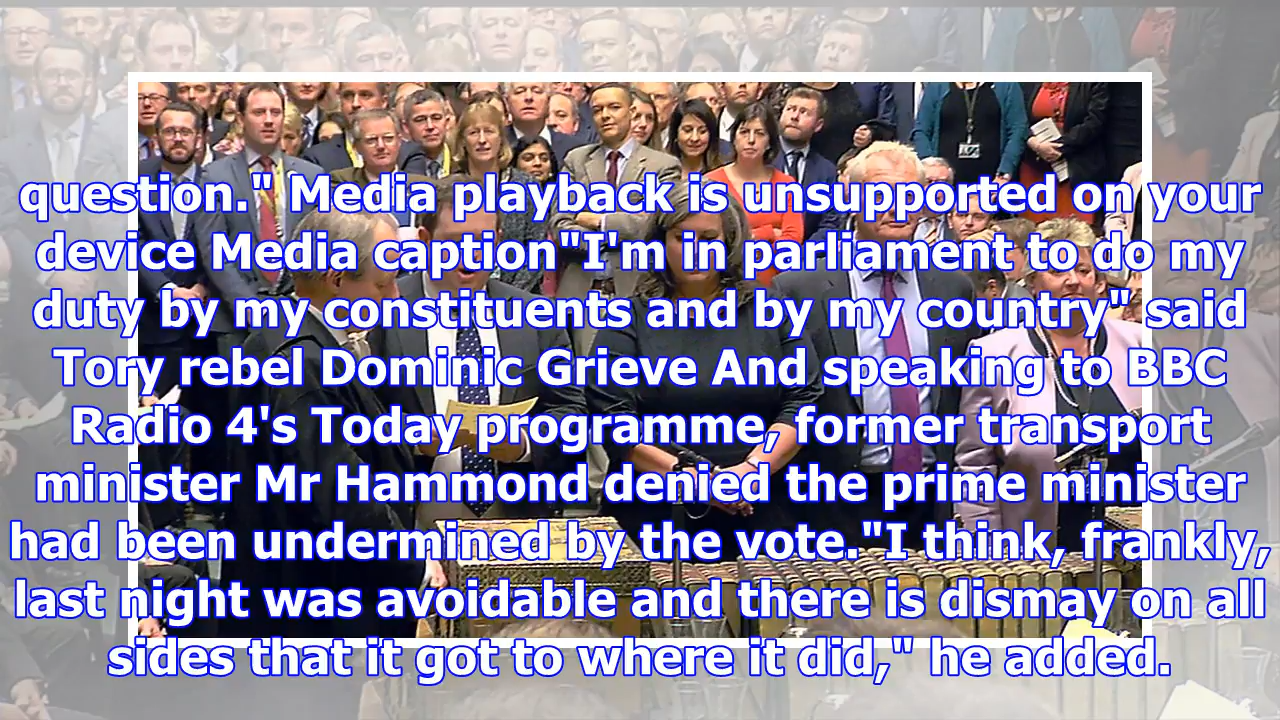 question." Media playback is unsupported on your
device Media caption"I'm in parliament to do my
duty by my constituents and by my country" said
Tory rebel Dominic Grieve And speaking to BBC
Radio 4's Today programme, former transport
minister Mr Hammond denied the prime minister
had been undermined by the vote."I think, frankly,
last night was avoidable and there is dismay on all
sides that it got to where it did," he added.